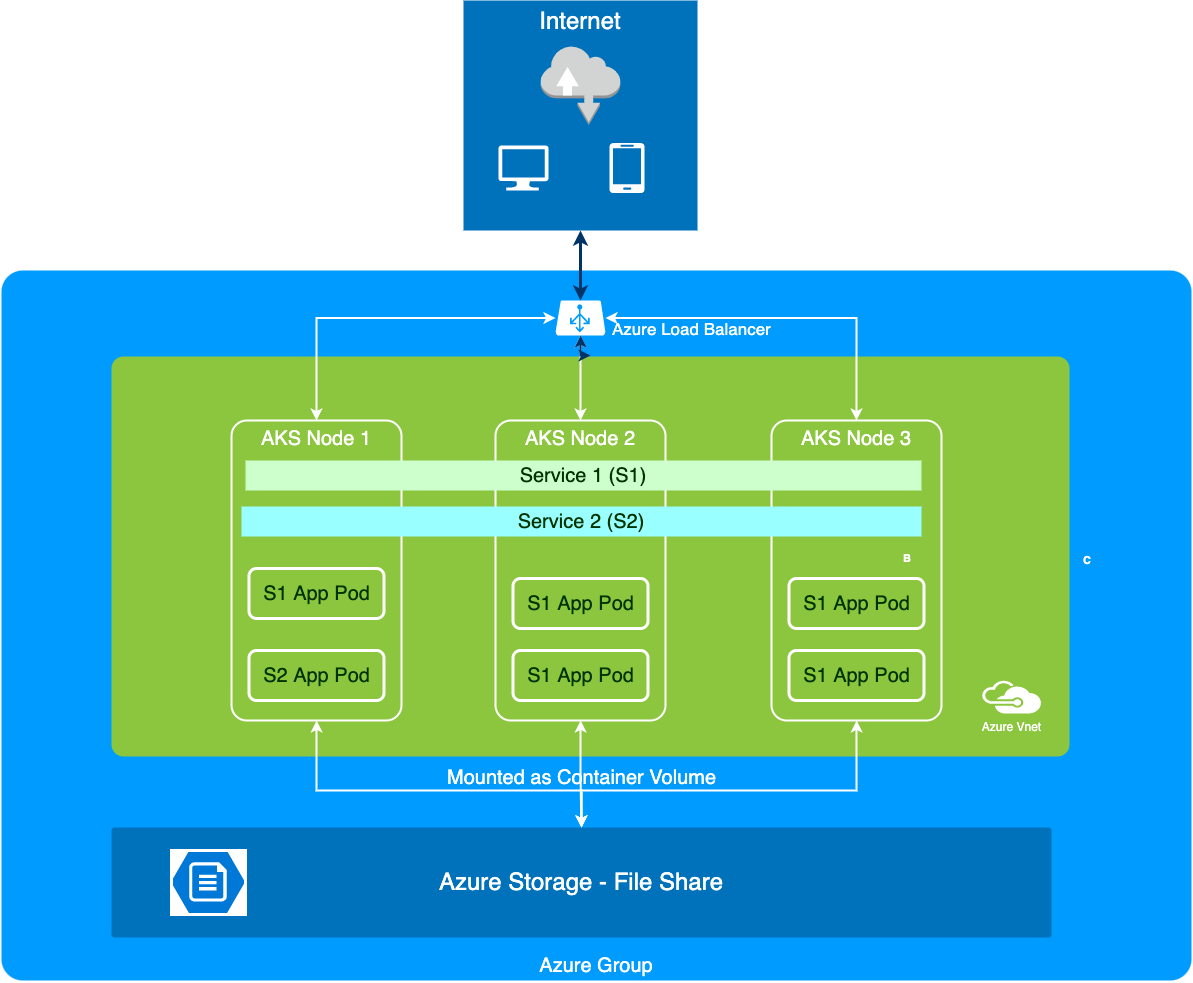 Internet
Azure Load Balancer
AKS Node 1
AKS Node 2
AKS Node 3
Service 1 (S1)
Service 2 (S2)
B
C
S1 App Pod
S1 App Pod
S1 App Pod
S2 App Pod
S1 App Pod
S1 App Pod
Azure Vnet
Mounted as Container Volume
Azure Storage - File Share
Azure Group